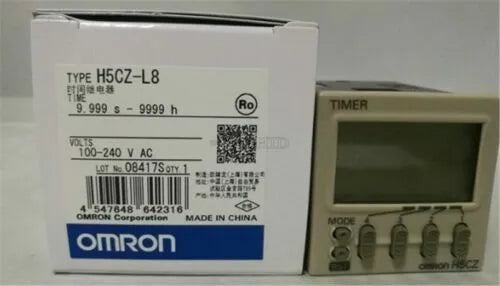 TYPE H5CZ-L8
时间继电器
TIME
9.999 s - 9999 h
Ro
VOLTS
100-240 V AC
LOT No. 08417S QTY. 1
4 547648 642316
OMRON Corporation
MADE IN CHINA
OMRON
TIMER
MODE
OMRON H5CZ